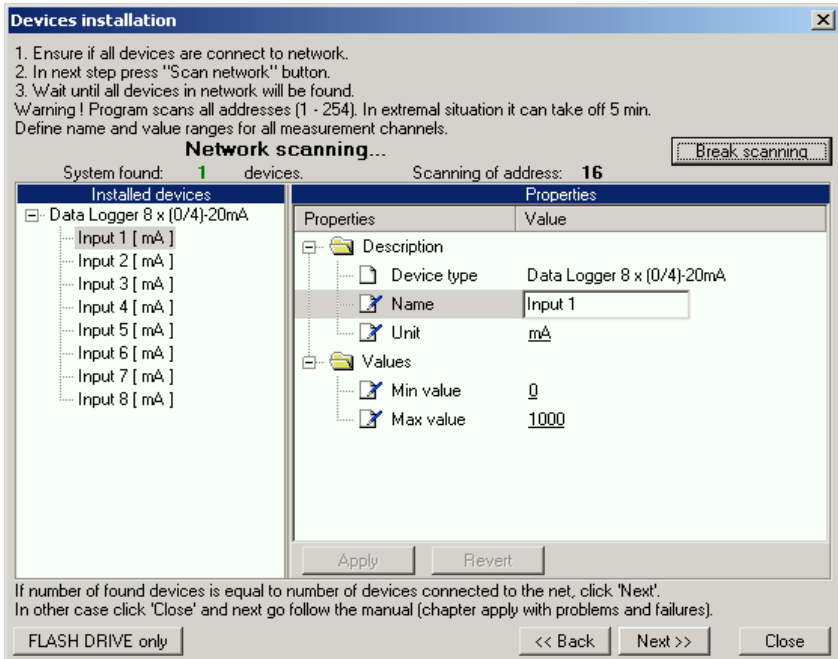 Devices installation
1. Ensure if all devices are connect to network.
2. In next step press "Scan network" button.
3. Wait until all devices in network will be found.
Warning ! Program scans all addresses (1 - 254). In extremal situation it can take off 5 min.
Define name and value ranges for all measurement channels.
Network scanning...
Break scanning
System found: 1 devices. Scanning of address: 16
Installed devices
Data Logger 8 x (0/4)-20mA
Input 1 [ mA ]
Input 2 [ mA ]
Input 3 [ mA ]
Input 4 [ mA ]
Input 5 [ mA ]
Input 6 [ mA ]
Input 7 [ mA ]
Input 8 [ mA ]
Properties
Properties Value
Description
Device type Data Logger 8 x (0/4)-20mA
Name Input 1
Unit mA
Values
Min value 0
Max value 1000
Apply Revert
If number of found devices is equal to number of devices connected to the net, click 'Next'.
In other case click 'Close' and next go follow the manual (chapter apply with problems and failures).
FLASH DRIVE only << Back Next >> Close